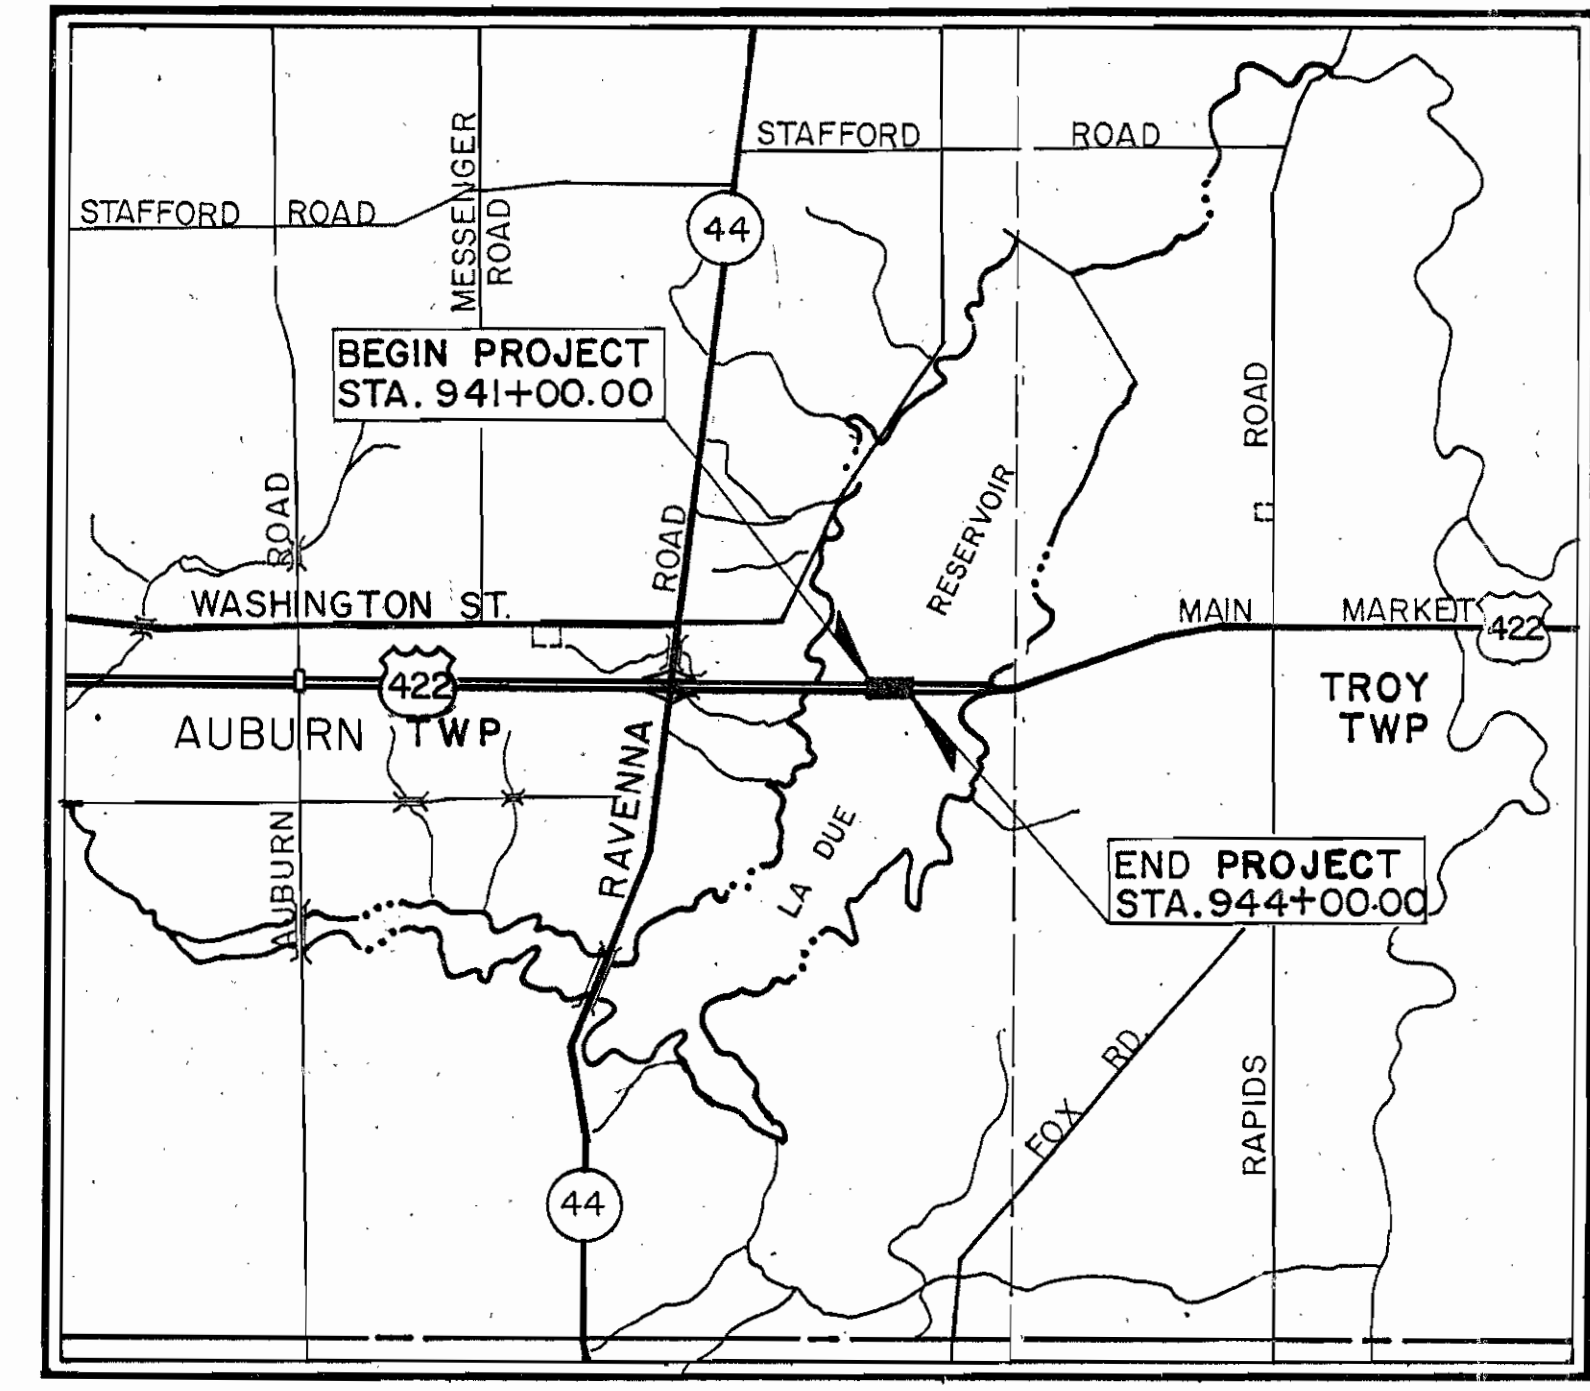 STAFFORD ROAD
STAFFORD ROAD
MESSENGER
ROAD
44
BEGIN PROJECT
STA. 941+00.00
ROAD
ROAD
ROAD
RESERVOIR
WASHINGTON ST.
MAIN MARKET
422
422
AUBURN TWP
TROY
TWP
RAVENNA
AUBURN
LA DUE
END PROJECT
STA. 944+00.00
FOX RD.
RAPIDS
44